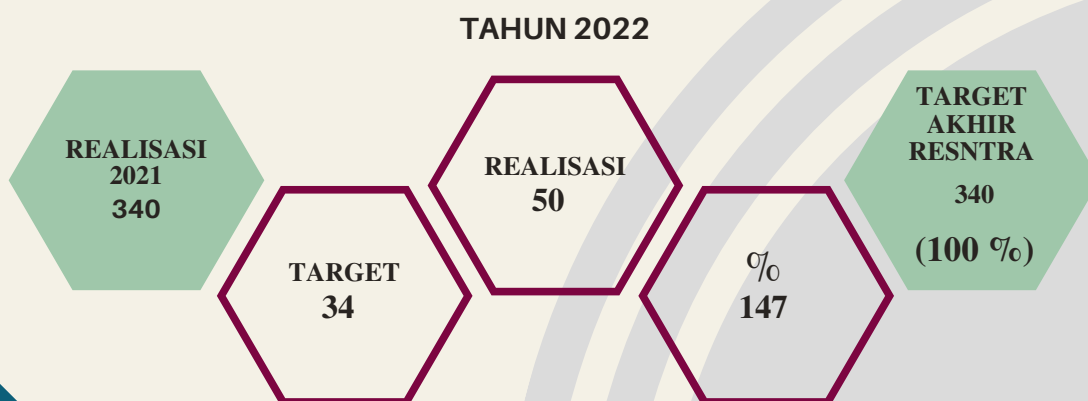 TAHUN 2022
REALISASI
2021
340
TARGET
34
REALISASI
50
%
147
TARGET
AKHIR
RESNTRA
340
(100 %)